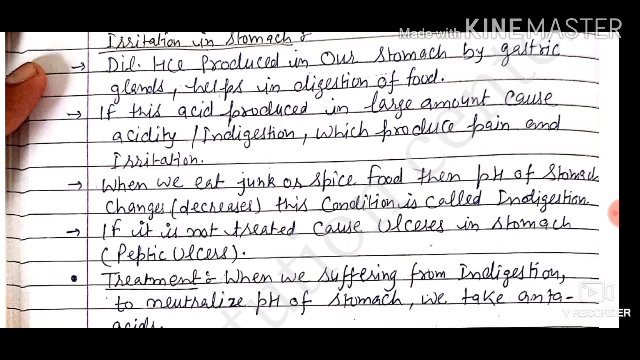 Made with KINEMASTER
Irritation in stomach:
→ Dil. HCl Produced in Our Stomach by gastric
glands, helps in digestion of food.
→ If this acid produced in large amount cause
acidity / Indigestion, which produce pain and
Irritation.
→ When we eat junk or spice food then pH of stomach
changes (decreases) this Condition is called Indigestion
→ If it is not treated cause Ulceses in stomach
(Peptic Ulcers).
• Treatment: When we suffering from Indigestion,
to neutralize pH of stomach, we take anta-
acids.
V RECORDER